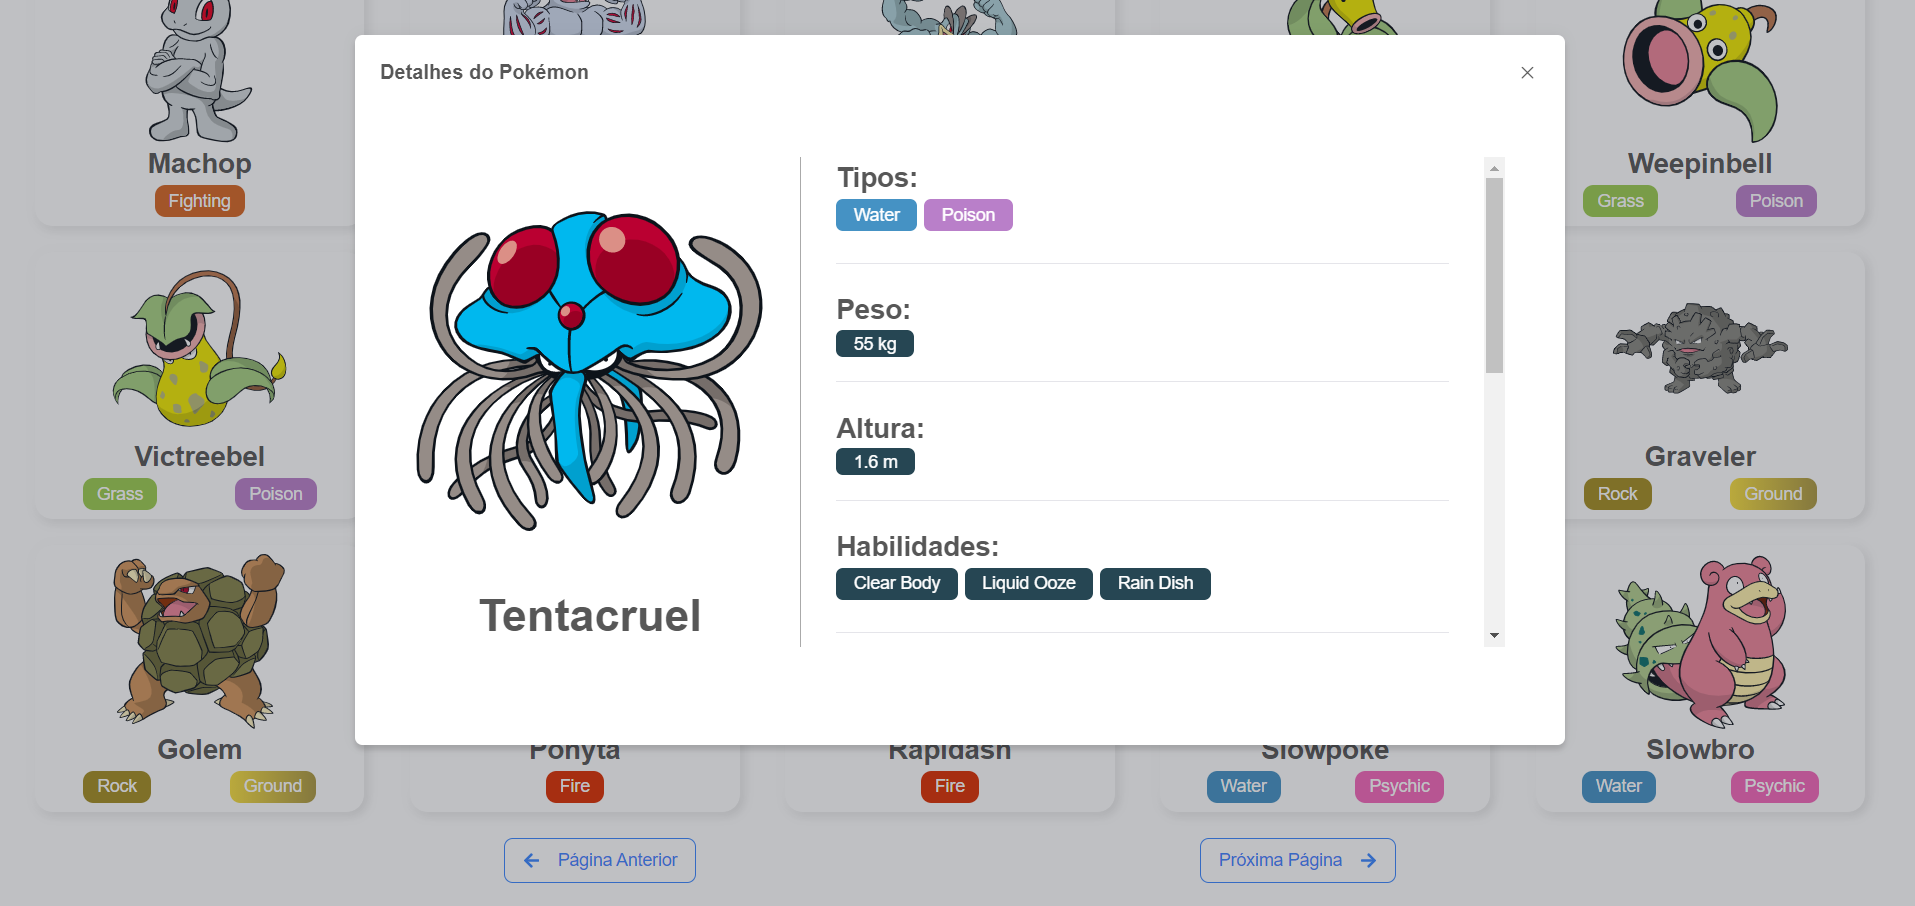 Detalhes do Pokémon
Tentacruel
Tipos:
Water Poison
Peso:
55 kg
Altura:
1.6 m
Habilidades:
Clear Body Liquid Ooze Rain Dish
Machop
Fighting
Weepinbell
Grass Poison
Victreebel
Grass Poison
Graveler
Rock Ground
Golem
Rock Ground
Ponyta
Fire
Rapidash
Fire
Slowpoke
Water Psychic
Slowbro
Water Psychic
Página Anterior
Próxima Página